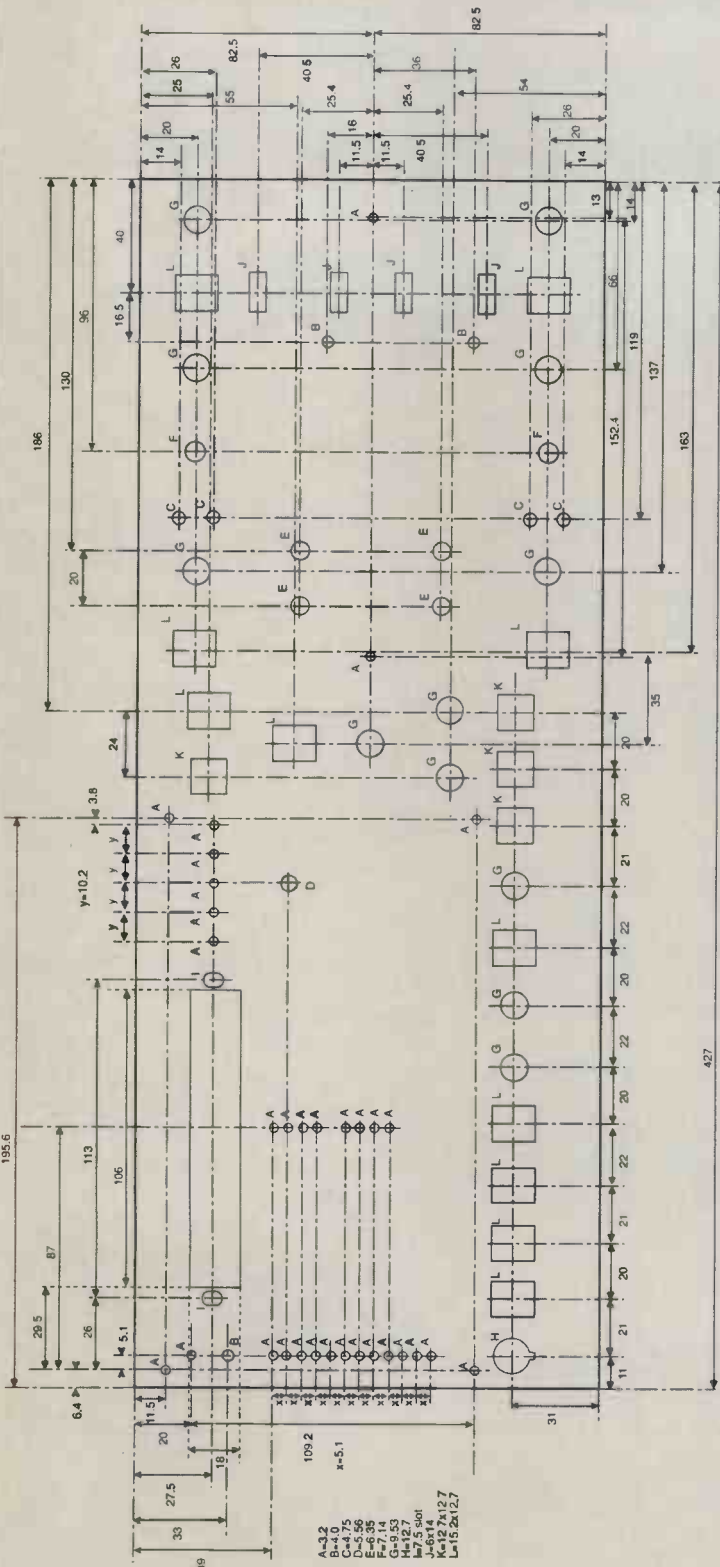 82.5
82.5
26
25
40 5
36
55
20
14
25.4
25.4
54
16
26
11.5
11.5
40 5
20
14
40
16 5
96
130
186
20
24
3.8
y
y
y
y
y=10.2
195.6
113
106
87
29 5
26
5.1
6.4
13
14
66
119
137
152.4
163
35
20
20
21
22
20
22
20
22
21
20
21
11
427
G
A
G
L
J
J
J
J
L
B
B
G
G
F
F
C
C
C
C
E
E
E
E
G
G
L
A
L
L
L
G
G
K
K
G
K
A
A
K
A
A
A
A
A
D
G
I
L
G
G
A
A
A
A
A
A
A
A
L
L
L
I
L
A
A
B
A
A
A
A
A
A
A
A
A
A
A
A
A
H
x
x
x
x
x
x
x
x
x
x
x
11.5
20
18
27.5
33
109.2
x=5.1
31
A=3.2
B=4.0
C=4.75
D=5.56
E=6.35
F=7.14
G=9.53
H=12.7
I=7.5 slot
J=6x14
K=12 7x12 7
L=15.2x12.7